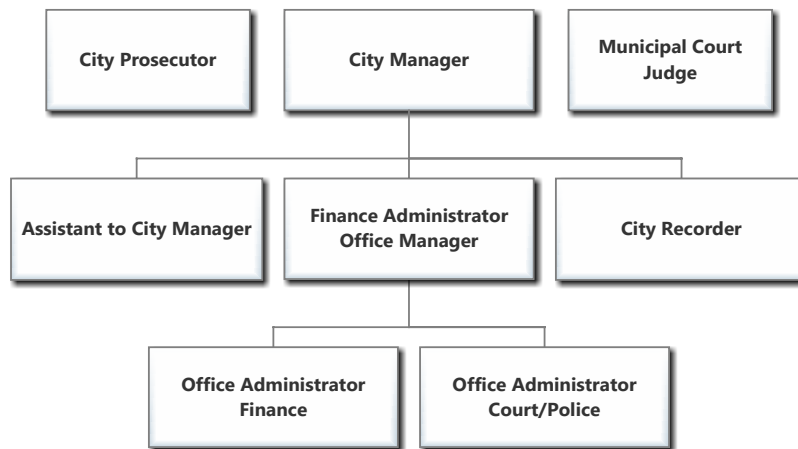 City Prosecutor
City Manager
Municipal Court
Judge
Assistant to City Manager
Finance Administrator
Office Manager
City Recorder
Office Administrator
Finance
Office Administrator
Court/Police